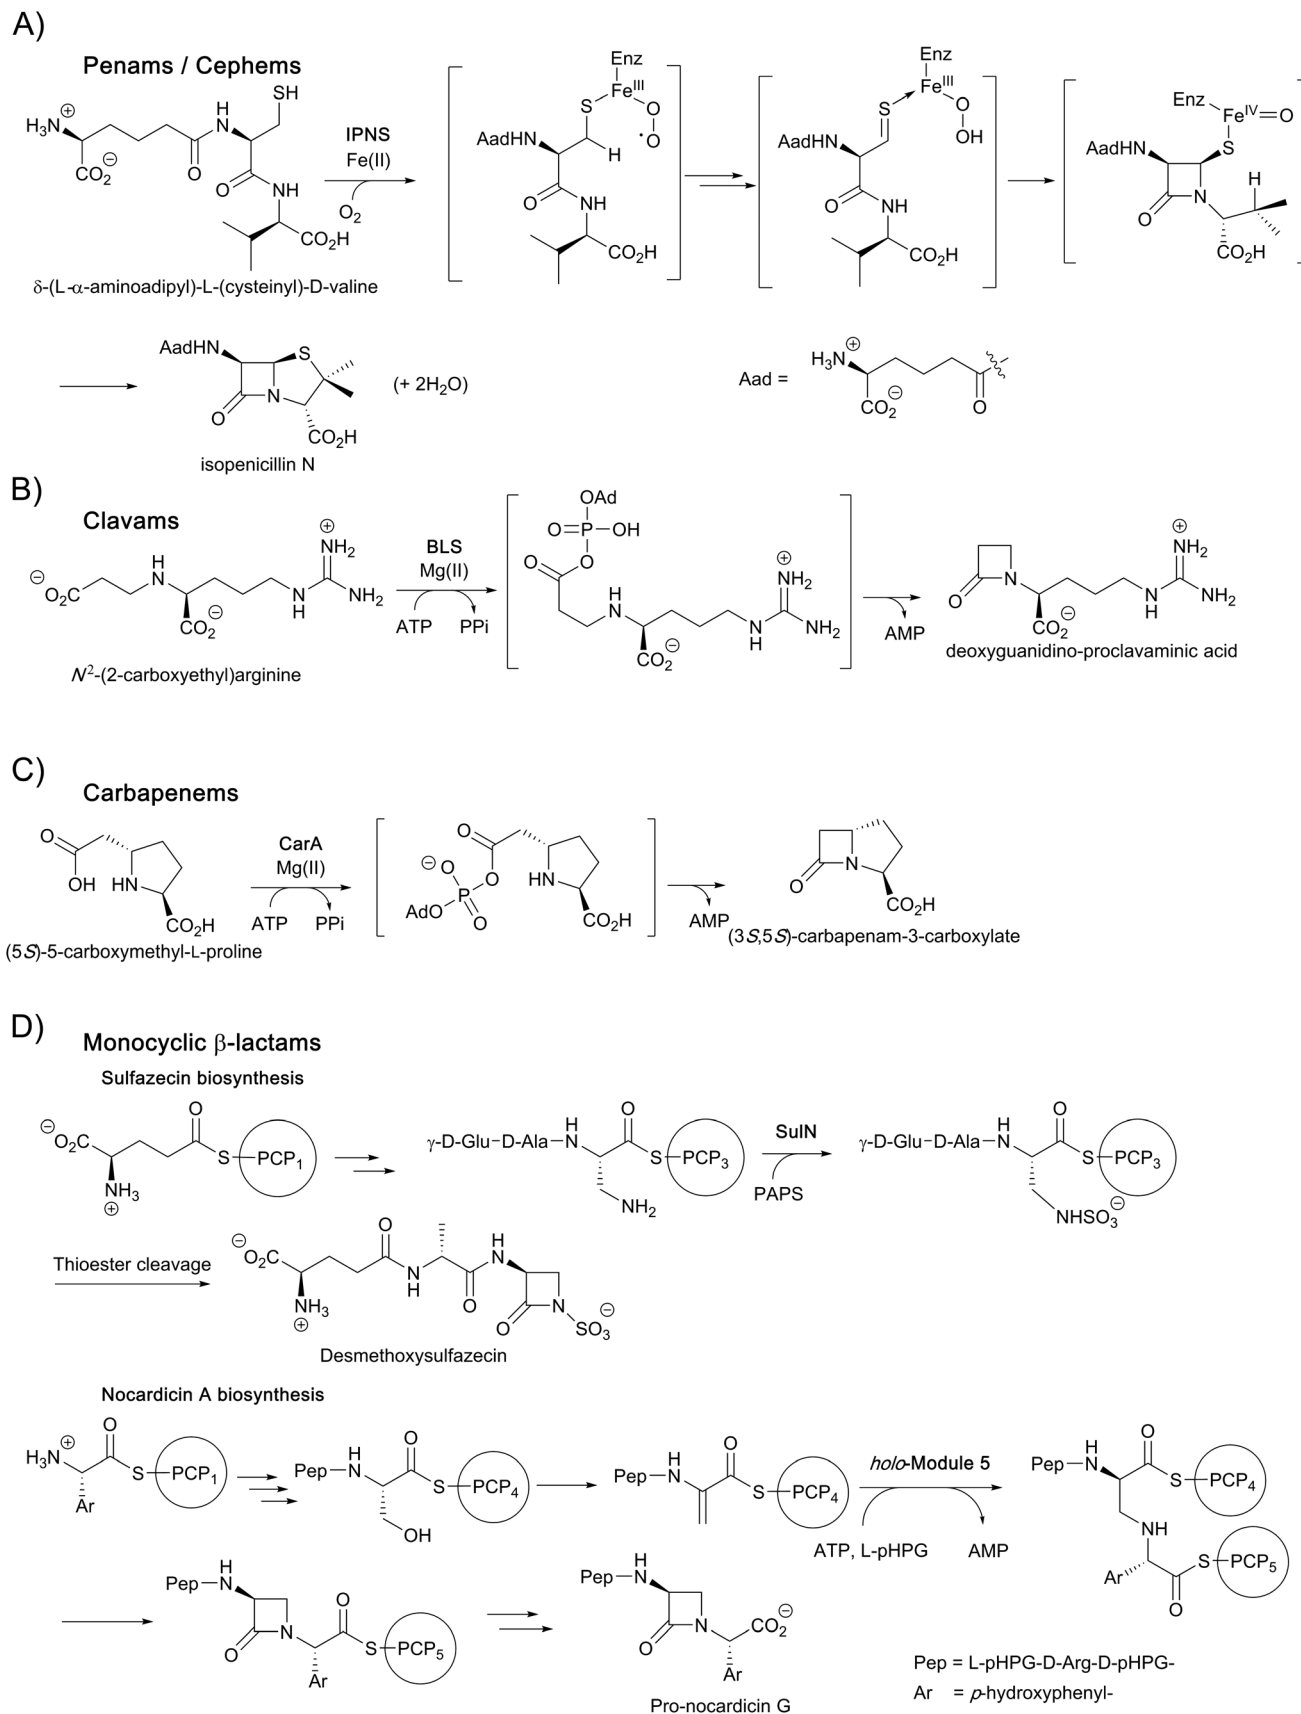 A)
Penams / Cephems
H₃N⊕
CO₂⊖
O
H
N
SH
O
NH
CO₂H
IPNS
Fe(II)
O₂
δ-(L-α-aminoadipyl)-L-(cysteinyl)-D-valine
Enz
Feᴵᴵᴵ
S
O
·O
AadHN
H
O
NH
CO₂H
Enz
Feᴵᴵᴵ
S
O
OH
AadHN
O
NH
CO₂H
Enz
Feᴵⱽ=O
S
AadHN
O
N
H
CO₂H
AadHN
S
O
N
CO₂H
(+ 2H₂O)
isopenicillin N
Aad =
H₃N⊕
CO₂⊖
O
B)
Clavams
⊖O₂C
H
N
CO₂⊖
N
H
⊕
NH₂
NH₂
BLS
Mg(II)
ATP
PPi
N²-(2-carboxyethyl)arginine
OAd
O=P–OH
O
O
H
N
CO₂⊖
N
H
⊕
NH₂
NH₂
AMP
O
N
CO₂⊖
N
H
⊕
NH₂
NH₂
deoxyguanidino-proclavaminic acid
C)
Carbapenems
O
OH
HN
CO₂H
CarA
Mg(II)
ATP
PPi
(5S)-5-carboxymethyl-L-proline
O
⊖O
O
P
AdO
O
HN
CO₂H
AMP
O
N
CO₂H
(3S,5S)-carbapenam-3-carboxylate
D)
Monocyclic β-lactams
Sulfazecin biosynthesis
⊖O₂C
O
S
PCP₁
NH₃
⊕
γ-D-Glu–D-Ala
H
N
O
S
PCP₃
NH₂
SulN
PAPS
γ-D-Glu–D-Ala
H
N
O
S
PCP₃
NHSO₃⊖
Thioester cleavage
⊖O₂C
NH₃
⊕
O
N
H
O
H
N
O
N
SO₃⊖
Desmethoxysulfazecin
Nocardicin A biosynthesis
H₃N⊕
O
S
PCP₁
Ar
Pep
H
N
O
S
PCP₄
OH
Pep
H
N
O
S
PCP₄
holo-Module 5
ATP, L-pHPG
AMP
Pep
H
N
O
S
PCP₄
NH
Ar
O
S
PCP₅
Pep
H
N
O
N
O
S
PCP₅
Ar
Pep
H
N
O
N
CO₂⊖
Ar
Pro-nocardicin G
Pep = L-pHPG-D-Arg-D-pHPG-
Ar = p-hydroxyphenyl-